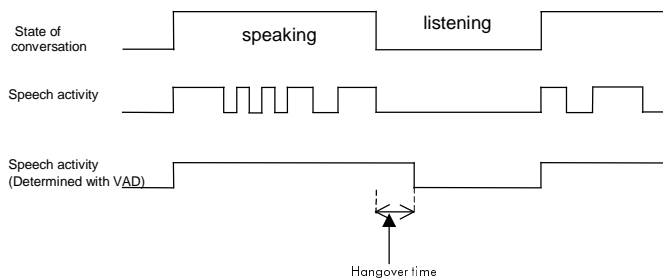 State of
conversation
speaking
listening
Speech activity
Speech activity
(Determined with VAD)
Hangover time